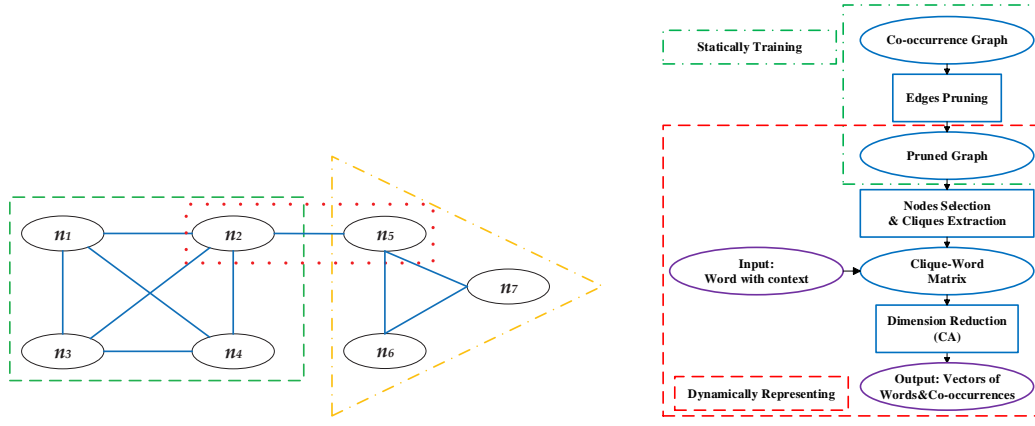 n1
n2
n5
n7
n3
n4
n6
Statically Training
Co-occurrence Graph
Edges Pruning
Pruned Graph
Nodes Selection
& Cliques Extraction
Input:
Word with context
Clique-Word
Matrix
Dimension Reduction
(CA)
Dynamically Representing
Output: Vectors of
Words&Co-occurrences